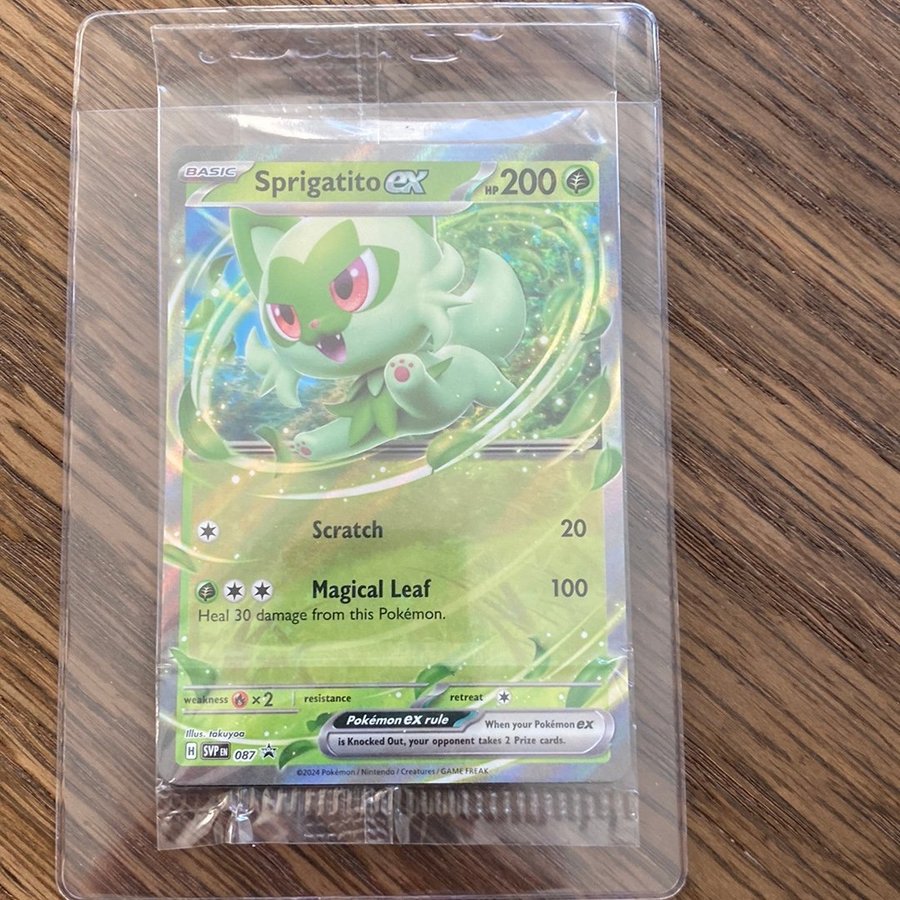 BASIC Sprigatito ex HP 200
Scratch 20
Magical Leaf 100
Heal 30 damage from this Pokémon.
weakness ×2 resistance retreat
Pokémon ex rule When your Pokémon ex
is Knocked Out, your opponent takes 2 Prize cards.
Illus. takuyoa
H SVP EN 087
©2024 Pokémon / Nintendo / Creatures / GAME FREAK